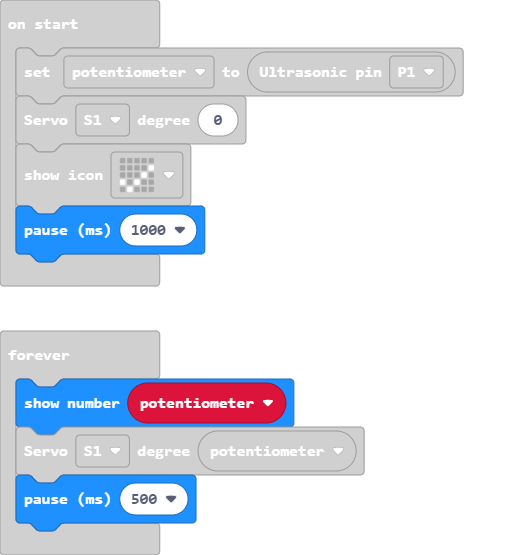 on start
set potentiometer to Ultrasonic pin P1
Servo S1 degree 0
show icon
pause (ms) 1000
forever
show number potentiometer
Servo S1 degree potentiometer
pause (ms) 500